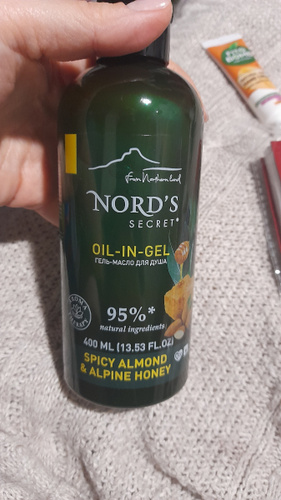 From Northern land
NORD'S
SECRET®
OIL-IN-GEL
ГЕЛЬ-МАСЛО ДЛЯ ДУША
95%*
natural ingredients
400 ML (13.53 FL.OZ)
SPICY ALMOND
& ALPINE HONEY